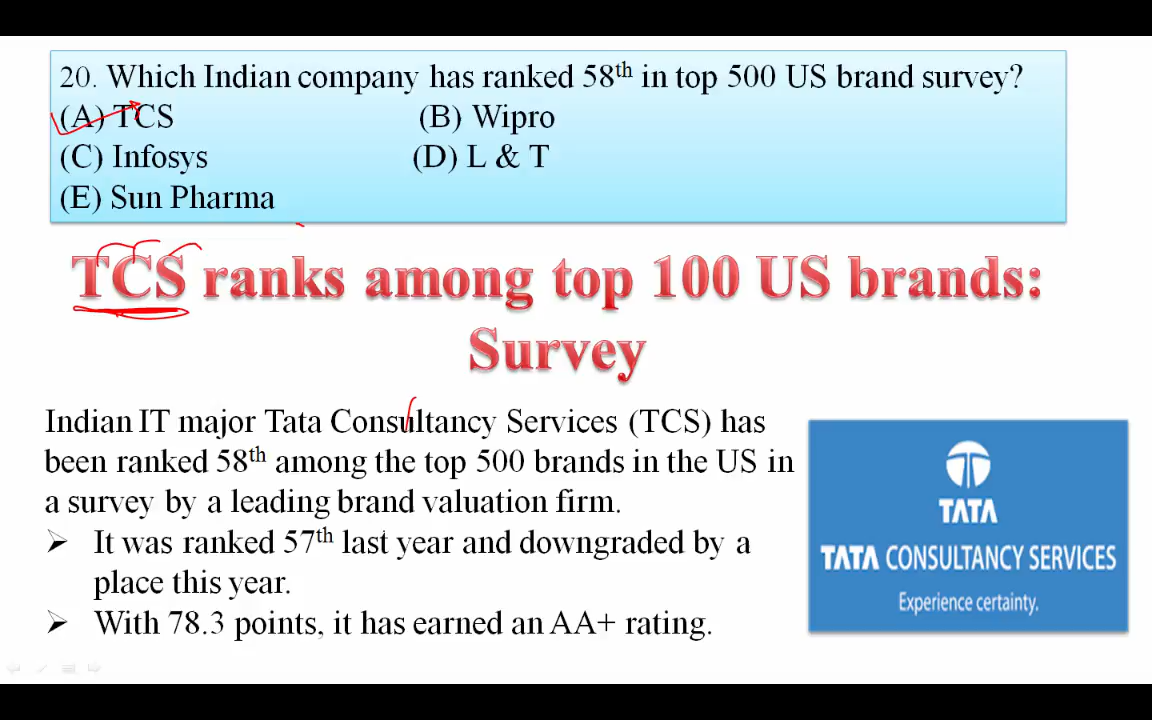 20. Which Indian company has ranked 58th in top 500 US brand survey?
(A) TCS (B) Wipro
(C) Infosys (D) L & T
(E) Sun Pharma
TCS ranks among top 100 US brands:
Survey
Indian IT major Tata Consultancy Services (TCS) has
been ranked 58th among the top 500 brands in the US in
a survey by a leading brand valuation firm.
➢ It was ranked 57th last year and downgraded by a
place this year.
➢ With 78.3 points, it has earned an AA+ rating.
TATA
TATA CONSULTANCY SERVICES
Experience certainty.